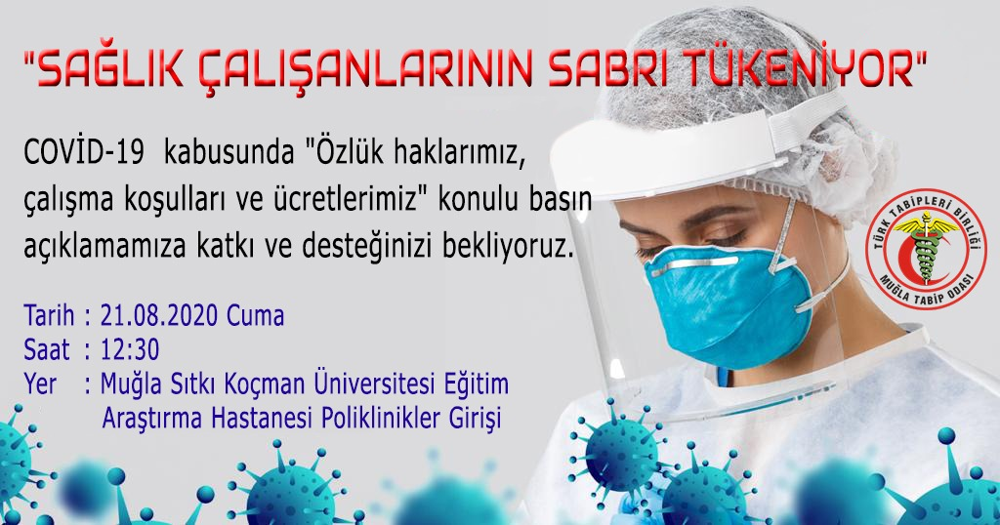 "SAĞLIK ÇALIŞANLARININ SABRI TÜKENİYOR"
COVİD-19 kabusunda "Özlük haklarımız,
çalışma koşulları ve ücretlerimiz" konulu basın
açıklamamıza katkı ve desteğinizi bekliyoruz.
Tarih : 21.08.2020 Cuma
Saat : 12:30
Yer : Muğla Sıtkı Koçman Üniversitesi Eğitim
Araştırma Hastanesi Poliklinikler Girişi
TÜRK TABİPLERİ BİRLİĞİ
MUĞLA TABİP ODASI